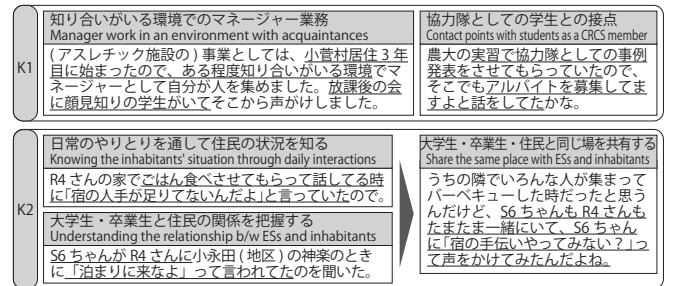 K1
知り合いがいる環境でのマネージャー業務
Manager work in an environment with acquaintances
( アスレチック施設の ) 事業としては、小菅村居住 3 年
目に始まったので、ある程度知り合いがいる環境でマ
ネージャーとして自分が人を集めました。放課後の会
に顔見知りの学生がいてそこから声がけしました。
協力隊としての学生との接点
Contact points with students as a CRCS member
農大の実習で協力隊としての事例
発表をさせてもらっていたので、
そこでもアルバイトを募集してま
すよと話をしてたかな。
K2
日常のやりとりを通して住民の状況を知る
Knowing the inhabitants' situation through daily interactions
R4 さんの家でごはん食べさせてもらって話してる時
に「宿の人手が足りてないんだよ」と言っていたので。
大学生・卒業生と住民の関係を把握する
Understanding the relationship b/w ESs and inhabitants
S6 ちゃんが R4 さんに小永田 ( 地区 ) の神楽のとき
に「泊まりに来なよ」って言われてたのを聞いた。
大学生・卒業生・住民と同じ場を共有する
Share the same place with ESs and inhabitants
うちの隣でいろんな人が集まって
バーベキューした時だったと思う
んだけど、S6 ちゃんも R4 さんも
たまたま一緒にいて、S6 ちゃん
に「宿の手伝いやってみない？」っ
て声をかけてみたんだよね。